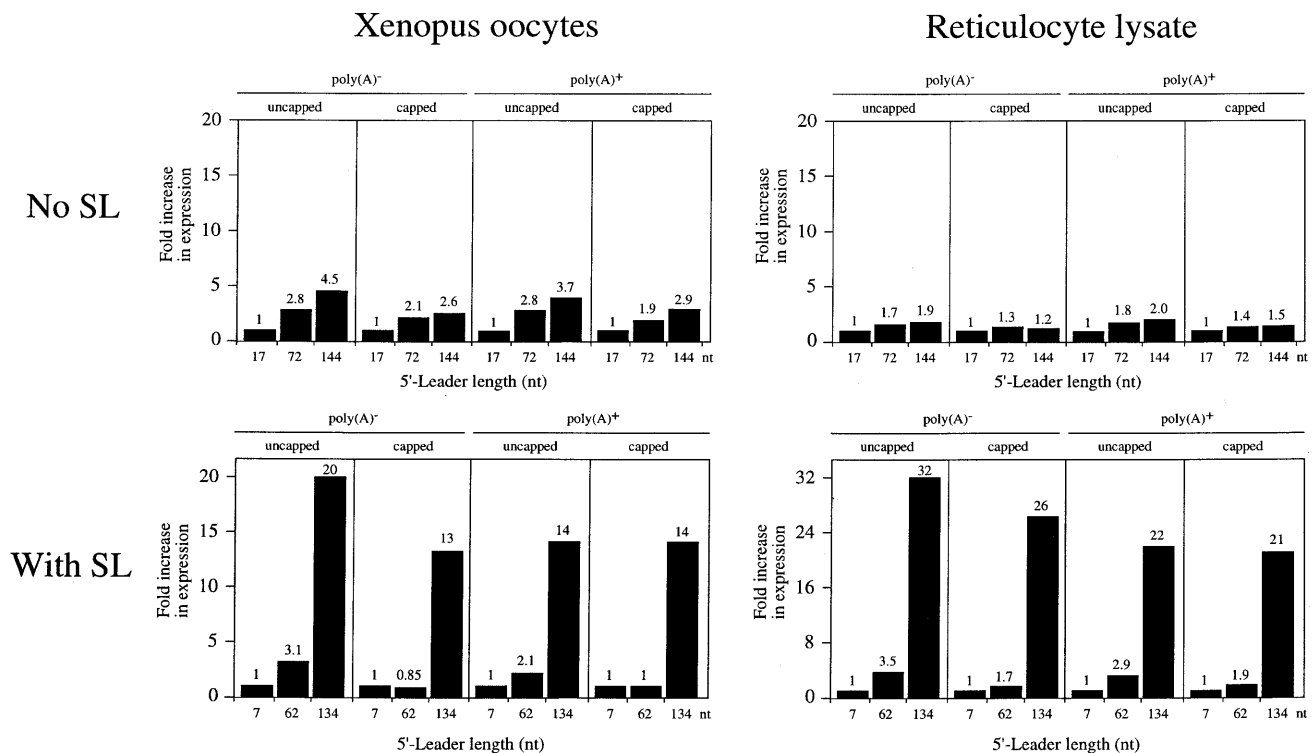 Xenopus oocytes
Reticulocyte lysate
No SL
poly(A)- poly(A)+
uncapped capped uncapped capped
Fold increase
in expression
20
15
10
5
0
1 2.8 4.5 1 2.1 2.6 1 2.8 3.7 1 1.9 2.9
17 72 144 17 72 144 17 72 144 17 72 144 nt
5'-Leader length (nt)
poly(A)- poly(A)+
uncapped capped uncapped capped
Fold increase
in expression
20
15
10
5
0
1 1.7 1.9 1 1.3 1.2 1 1.8 2.0 1 1.4 1.5
17 72 144 17 72 144 17 72 144 17 72 144 nt
5'-Leader length (nt)
With SL
poly(A)- poly(A)+
uncapped capped uncapped capped
Fold increase
in expression
20
15
10
5
0
1 3.1 20 1 0.85 13 1 2.1 14 1 1 14
7 62 134 7 62 134 7 62 134 7 62 134 nt
5'-Leader length (nt)
poly(A)- poly(A)+
uncapped capped uncapped capped
Fold increase
in expression
32
24
16
8
0
1 3.5 32 1 1.7 26 1 2.9 22 1 1.9 21
7 62 134 7 62 134 7 62 134 7 62 134 nt
5'-Leader length (nt)